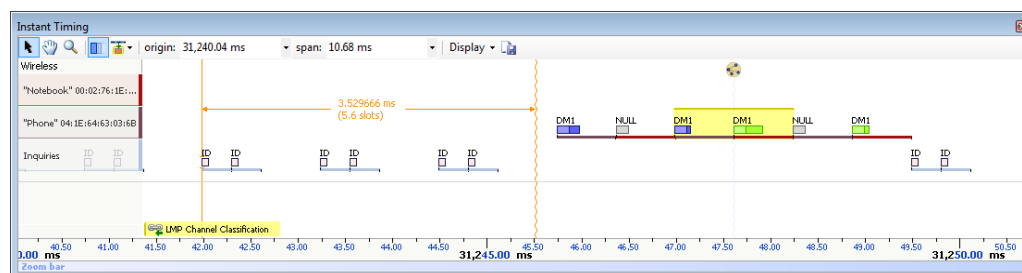 Instant Timing
origin: 31,240.04 ms span: 10.68 ms Display
Wireless
"Notebook" 00:02:76:1E:...
3.529666 ms
(5.6 slots)
"Phone" 04:1E:64:63:03:6B
DM1 NULL DM1 DM1 NULL DM1
Inquiries ID ID ID ID ID ID ID ID ID ID
LMP Channel Classification
40.50 41.00 41.50 42.00 42.50 43.00 43.50 44.00 44.50 45.50 46.00 46.50 47.00 47.50 48.00 48.50 49.00 49.50 50.50
0.00 ms 31,245.00 ms 31,250.00 ms
Zoom bar